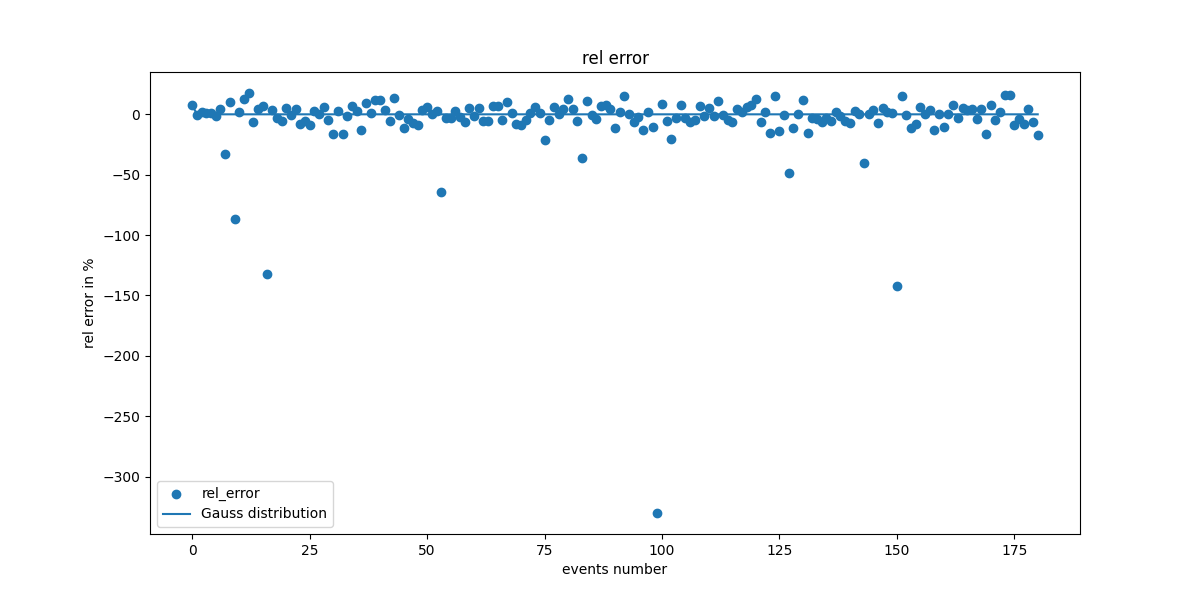 rel error
0
−50
−100
−150
−200
−250
−300
rel error in %
rel_error
Gauss distribution
0 25 50 75 100 125 150 175
events number